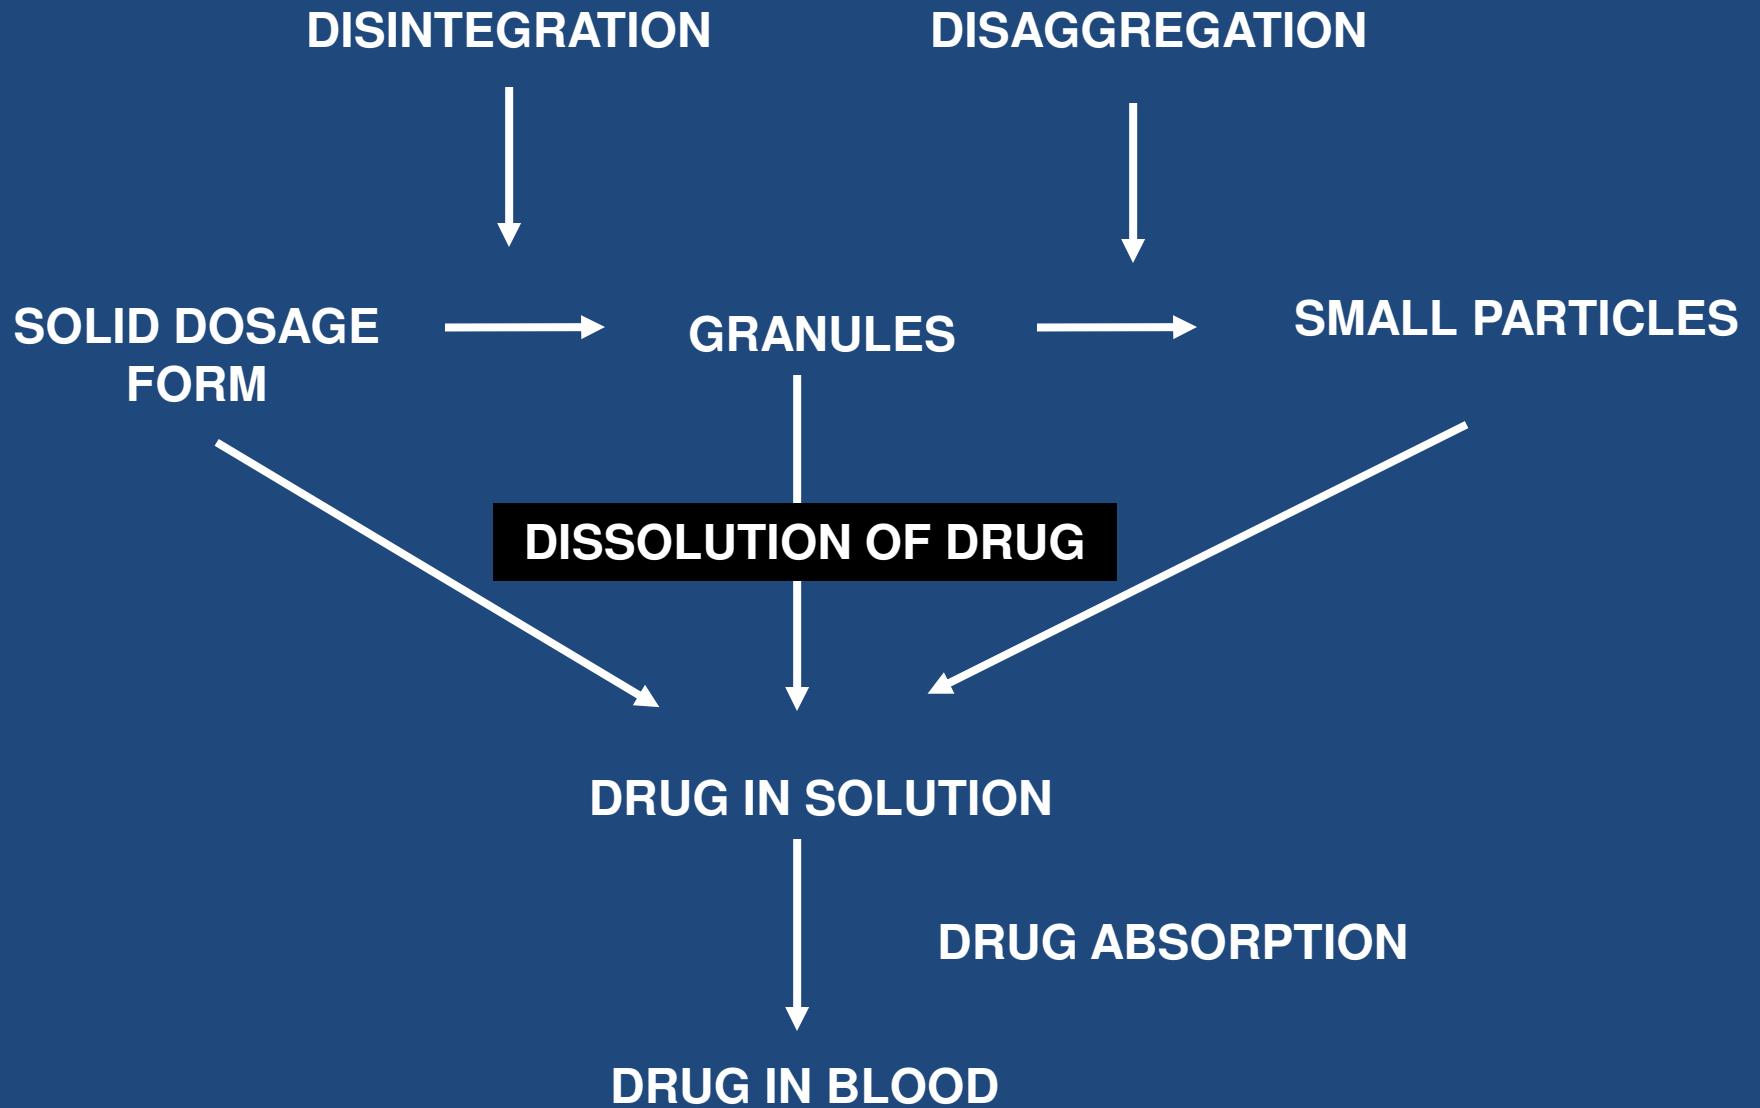 DISINTEGRATION
DISAGGREGATION
SOLID DOSAGE
FORM
GRANULES
SMALL PARTICLES
DISSOLUTION OF DRUG
DRUG IN SOLUTION
DRUG ABSORPTION
DRUG IN BLOOD